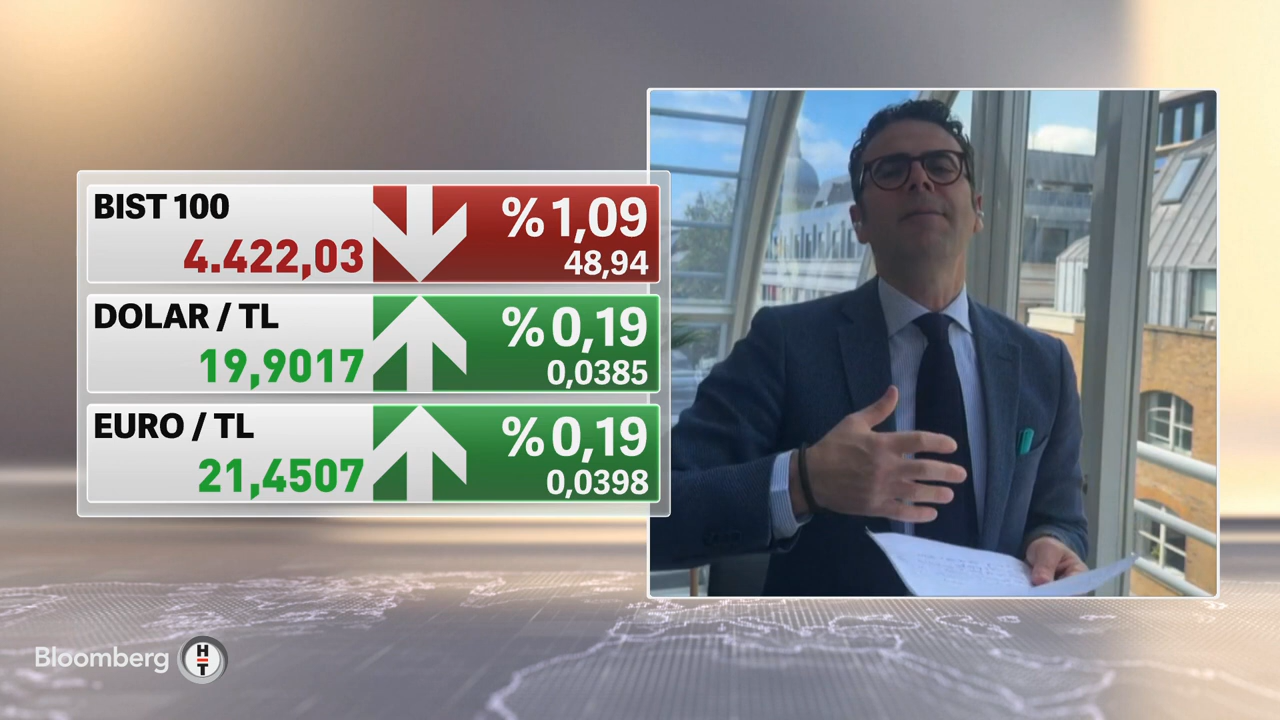 BIST 100
4.422,03
%1,09
48,94
DOLAR / TL
19,9017
%0,19
0,0385
EURO / TL
21,4507
%0,19
0,0398
Bloomberg HT